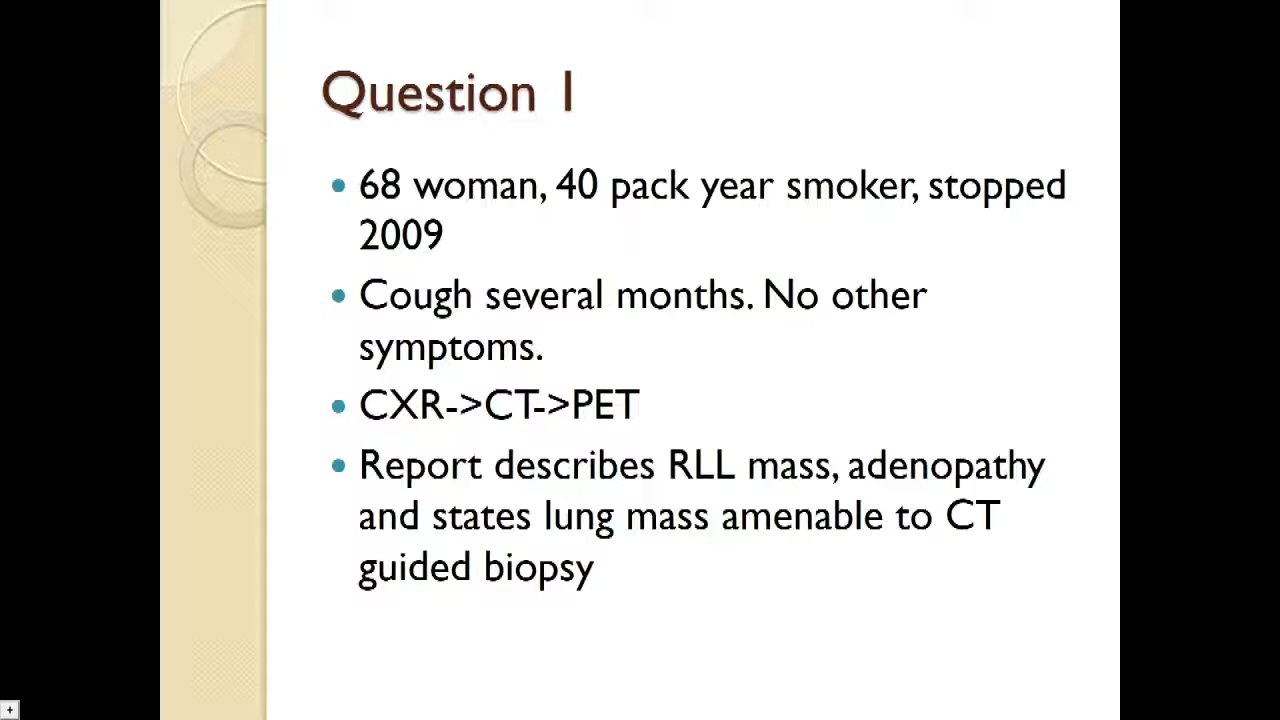 Question 1
• 68 woman, 40 pack year smoker, stopped
2009
• Cough several months. No other
symptoms.
• CXR->CT->PET
• Report describes RLL mass, adenopathy
and states lung mass amenable to CT
guided biopsy
+